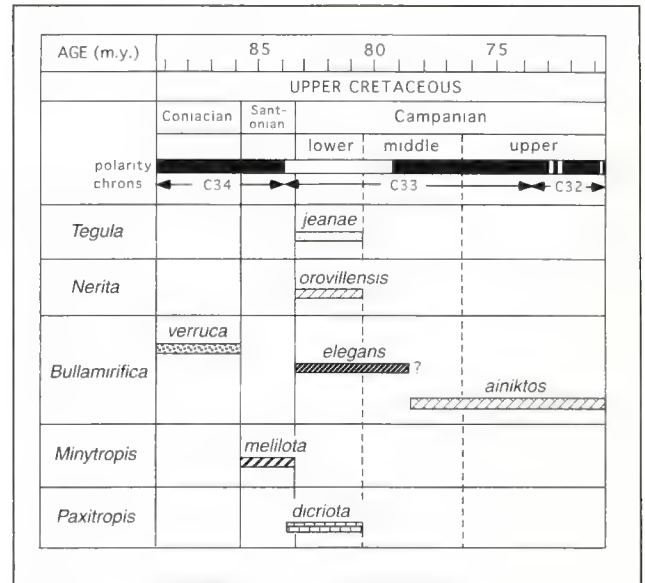 AGE (m.y.) 85 80 75
UPPER CRETACEOUS
Coniacian Sant- Campanian
onian
lower middle upper
polarity
chrons C34 C33 C32
Tegula jeanae
Nerita orovillensis
Bullamirifica verruca elegans ? ainiktos
Minytropis melilota
Paxitropis dicriota